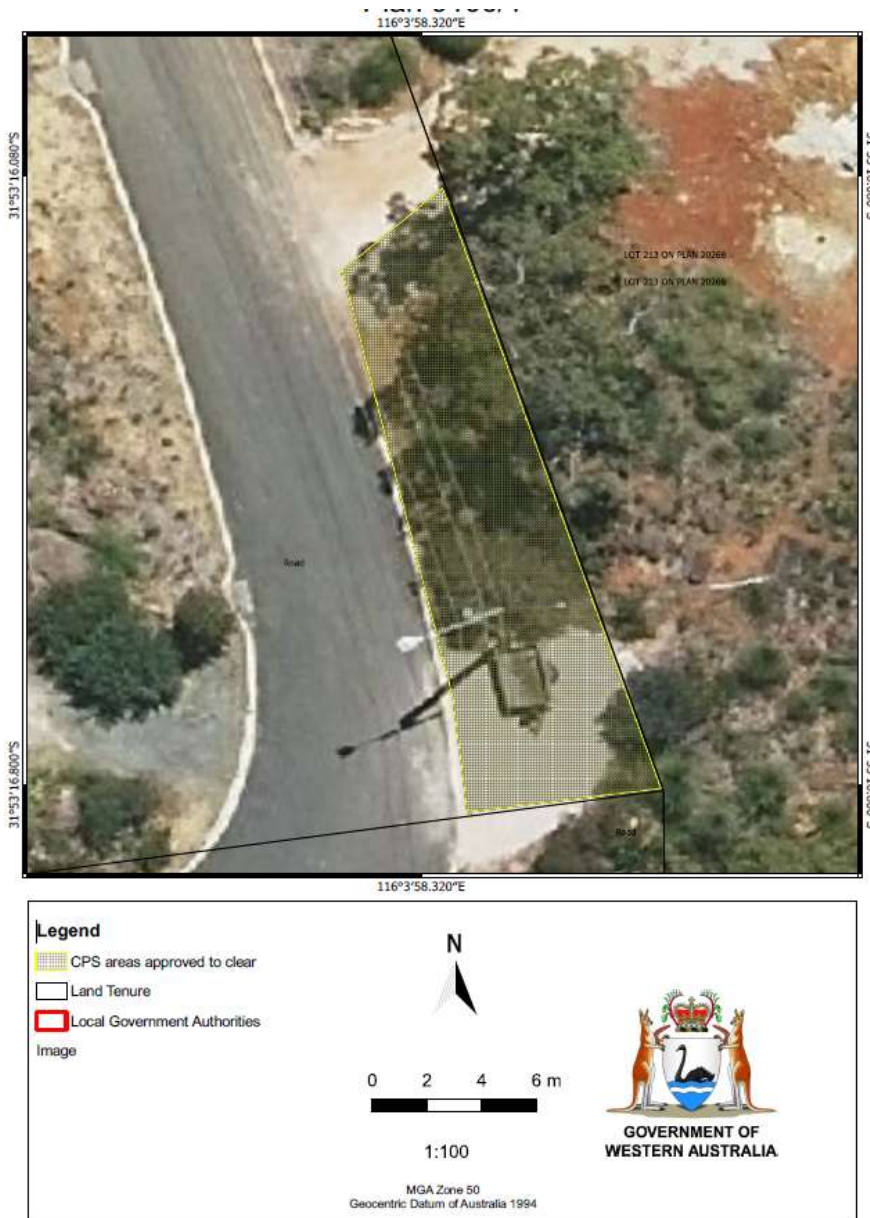 116°3'58.320"E
31°53'16.080"S
LOT 213 ON PLAN 20266
LOT 213 ON PLAN 20266
Road
31°53'16.800"S
Road
116°3'58.320"E
Legend
CPS areas approved to clear
Land Tenure
Local Government Authorities
Image
N
0 2 4 6 m
1:100
MGA Zone 50
Geocentric Datum of Australia 1994
GOVERNMENT OF
WESTERN AUSTRALIA